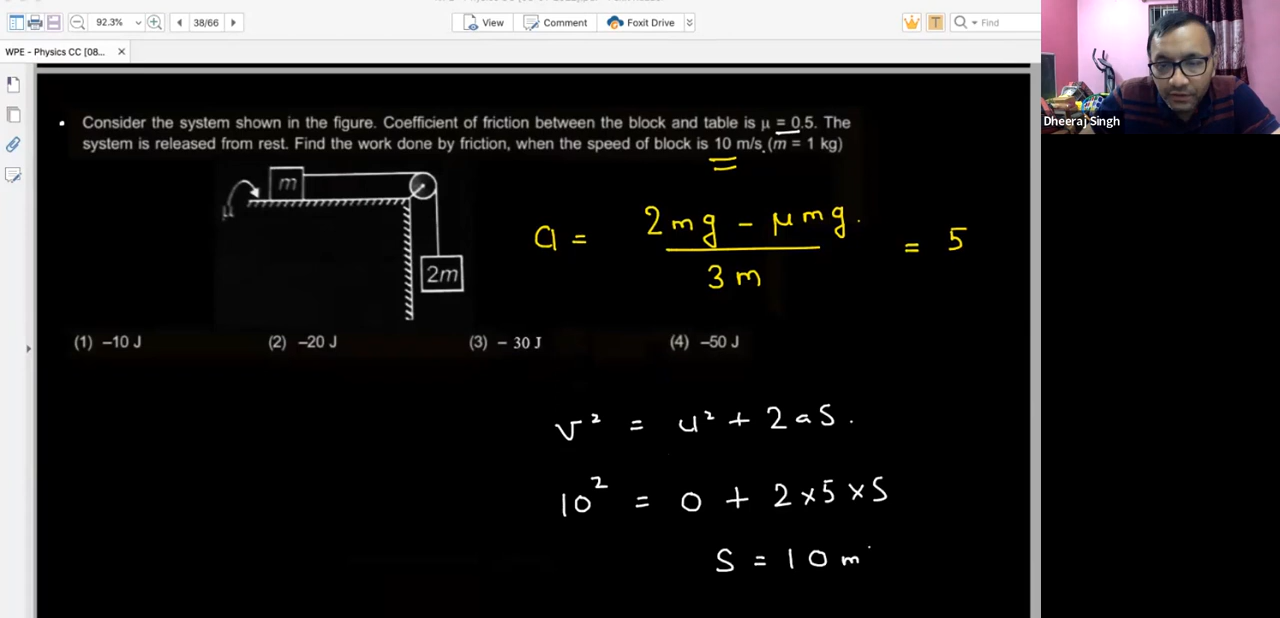 92.3%
38/66
View
Comment
Foxit Drive
T
Find
WPE - Physics CC [08...
• Consider the system shown in the figure. Coefficient of friction between the block and table is μ = 0.5. The
system is released from rest. Find the work done by friction, when the speed of block is 10 m/s. (m = 1 kg)
m
μ
2m
a = 2mg - μmg. / 3m = 5
(1) –10 J (2) –20 J (3) – 30 J (4) –50 J
v² = u² + 2aS.
10² = 0 + 2×5×S
S = 10 m
Dheeraj Singh